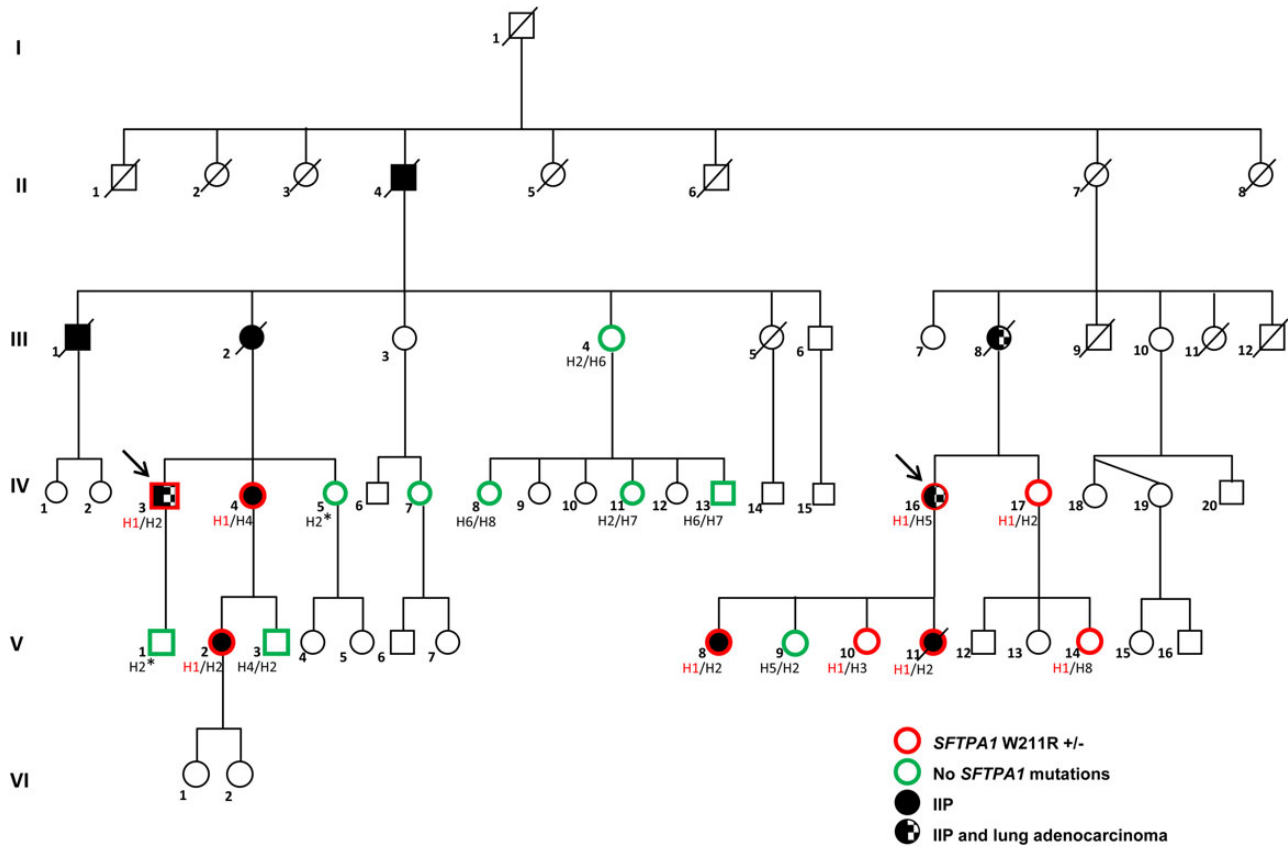 I
1
II
1 2 3 4 5 6 7 8
III
1 2 3 4 5 6 7 8 9 10 11 12
H2/H6
IV
1 2 3 4 5 6 7 8 9 10 11 12 13 14 15 16 17 18 19 20
H1/H2 H1/H4 H2* H6/H8 H2/H7 H6/H7 H1/H5 H1/H2
V
1 2 3 4 5 6 7 8 9 10 11 12 13 14 15 16
H2* H1/H2 H4/H2 H1/H2 H5/H2 H1/H3 H1/H2 H1/H8
VI
1 2
SFTPA1 W211R +/-
No SFTPA1 mutations
IIP
IIP and lung adenocarcinoma